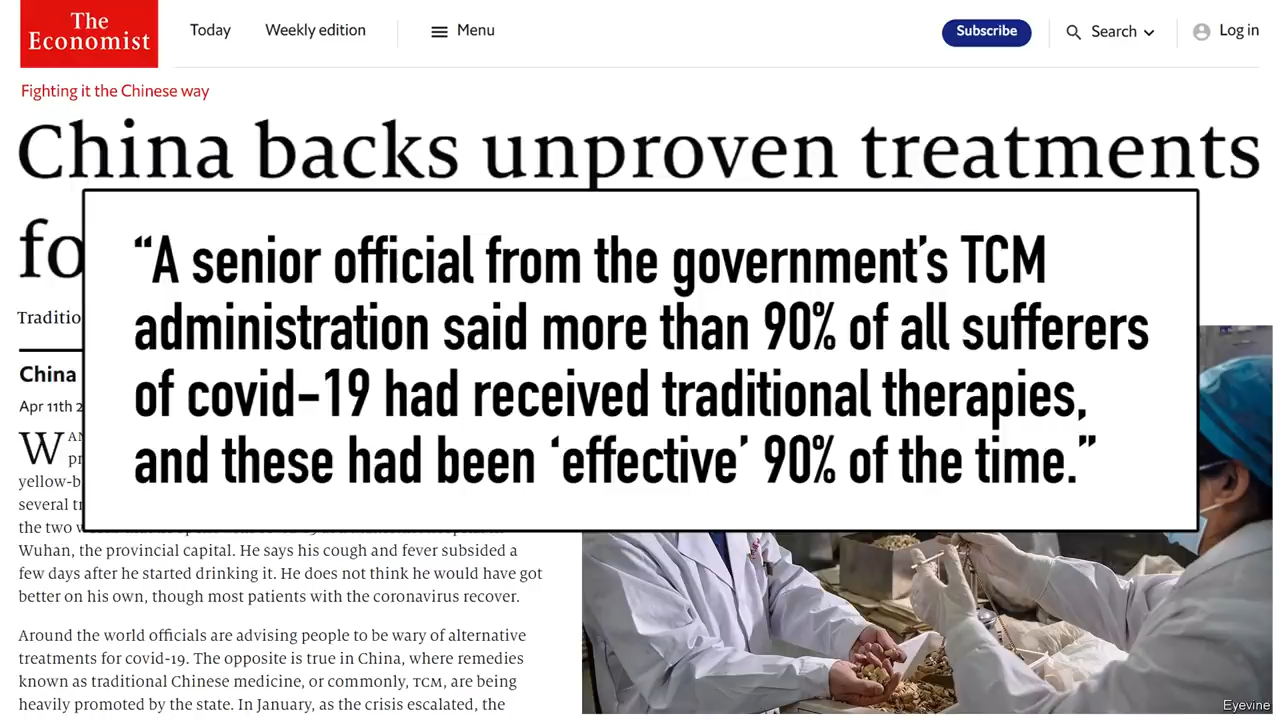 The
Economist
Today
Weekly edition
Menu
Subscribe
Search
Log in
Fighting it the Chinese way
China backs unproven treatments
“A senior official from the government’s TCM
administration said more than 90% of all sufferers
of covid-19 had received traditional therapies,
and these had been ‘effective’ 90% of the time.”
China
Apr 11th
the two
Wuhan, the provincial capital. He says his cough and fever subsided a
few days after he started drinking it. He does not think he would have got
better on his own, though most patients with the coronavirus recover.
Around the world officials are advising people to be wary of alternative
treatments for covid-19. The opposite is true in China, where remedies
known as traditional Chinese medicine, or commonly, TCM, are being
heavily promoted by the state. In January, as the crisis escalated, the
Eyevine